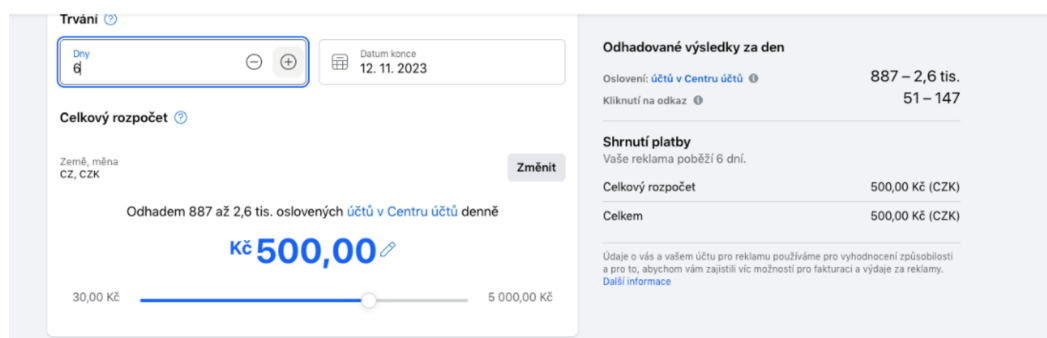 Trvání
Dny
6
Datum konce
12. 11. 2023
Celkový rozpočet
Země, měna
CZ, CZK
Změnit
Odhadem 887 až 2,6 tis. oslovených účtů v Centru účtů denně
Kč 500,00
30,00 Kč
5 000,00 Kč
Odhadované výsledky za den
Oslovení: účtů v Centru účtů
887 – 2,6 tis.
Kliknutí na odkaz
51 – 147
Shrnutí platby
Vaše reklama poběží 6 dní.
Celkový rozpočet
500,00 Kč (CZK)
Celkem
500,00 Kč (CZK)
Údaje o vás a vašem účtu pro reklamu používáme pro vyhodnocení způsobilosti
a pro to, abychom vám zajistili víc možností pro fakturaci a výdaje za reklamy.
Další informace